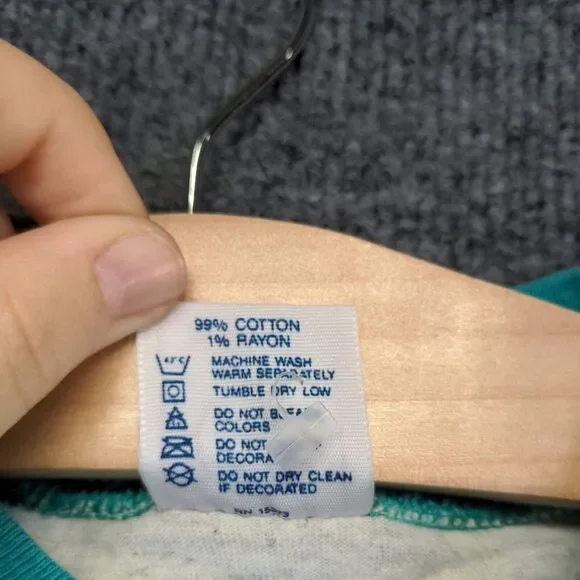 99% COTTON
1% RAYON
MACHINE WASH
WARM SEPARATELY
TUMBLE DRY LOW
DO NOT
COLORS
DO NOT
DO NOT DRY CLEAN
IF DECORATED
RN